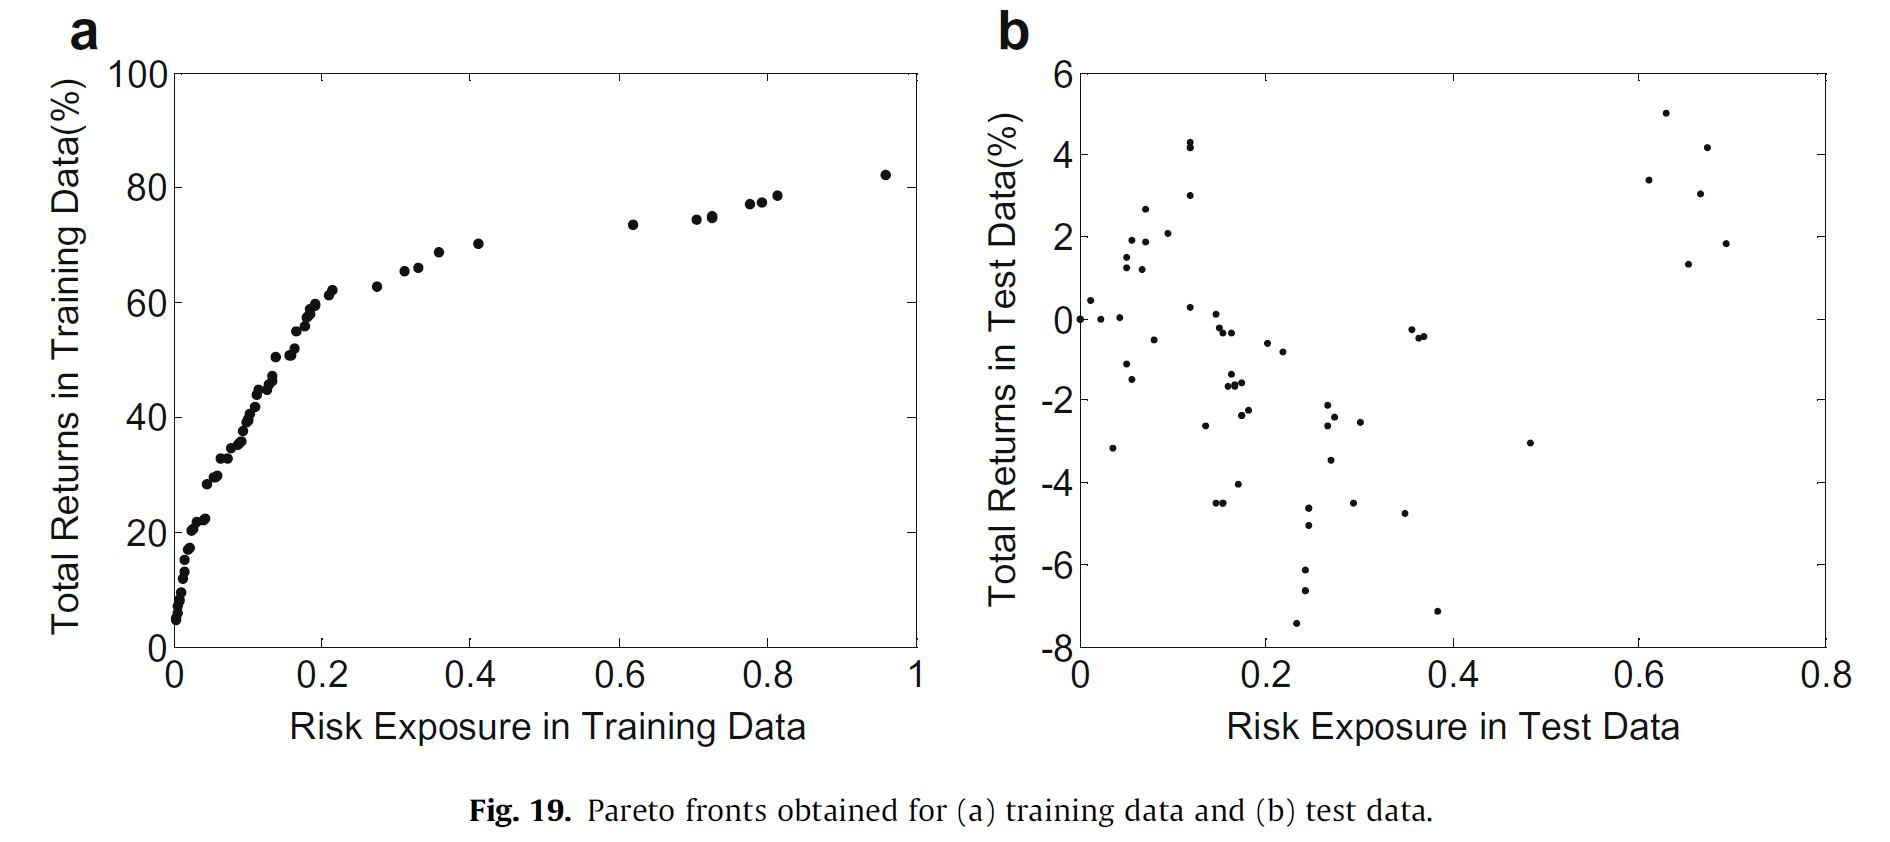 a
100
80
60
40
20
0
0 0.2 0.4 0.6 0.8 1
Total Returns in Training Data(%)
Risk Exposure in Training Data
b
6
4
2
0
-2
-4
-6
-8
0 0.2 0.4 0.6 0.8
Total Returns in Test Data(%)
Risk Exposure in Test Data
Fig. 19. Pareto fronts obtained for (a) training data and (b) test data.